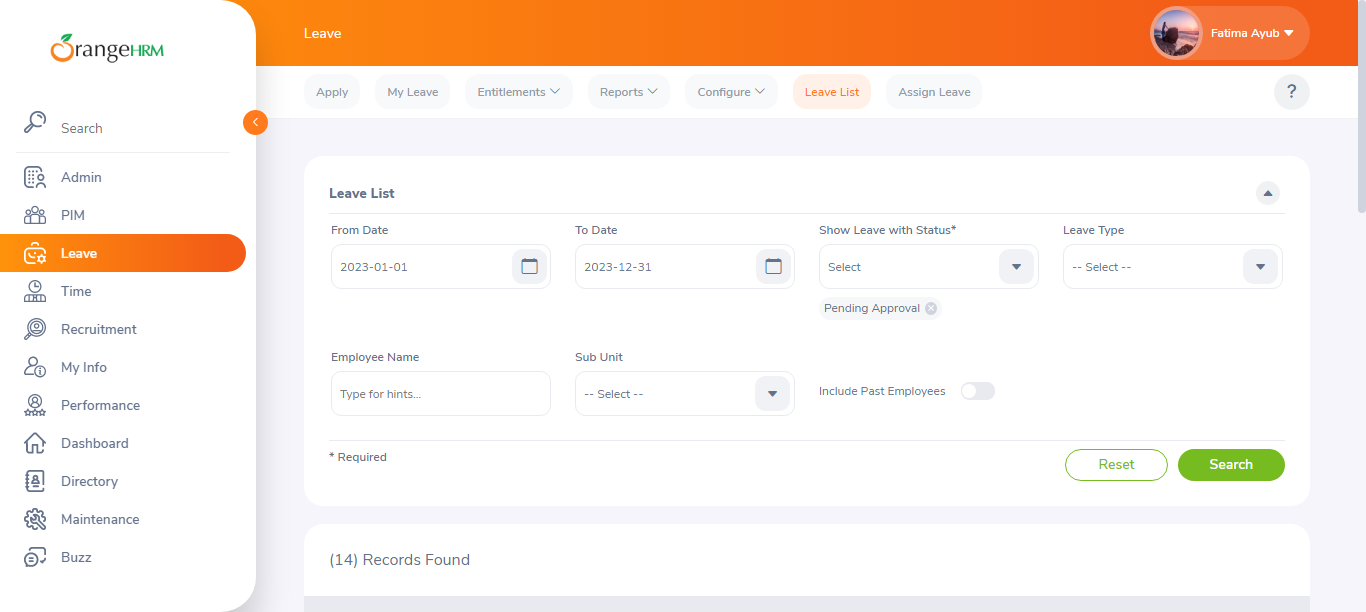 OrangeHRM
Search
Admin
PIM
Leave
Time
Recruitment
My Info
Performance
Dashboard
Directory
Maintenance
Buzz
Leave
Fatima Ayub
Apply
My Leave
Entitlements
Reports
Configure
Leave List
Assign Leave
?
Leave List
From Date
To Date
Show Leave with Status*
Leave Type
2023-01-01
2023-12-31
Select
-- Select --
Pending Approval
Employee Name
Sub Unit
Type for hints...
-- Select --
Include Past Employees
* Required
Reset
Search
(14) Records Found